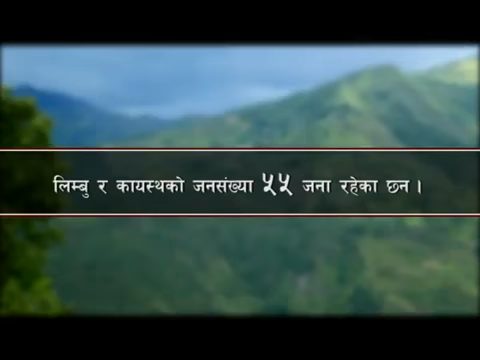 लिम्बु र कायस्थको जनसंख्या ५५ जना रहेका छन ।